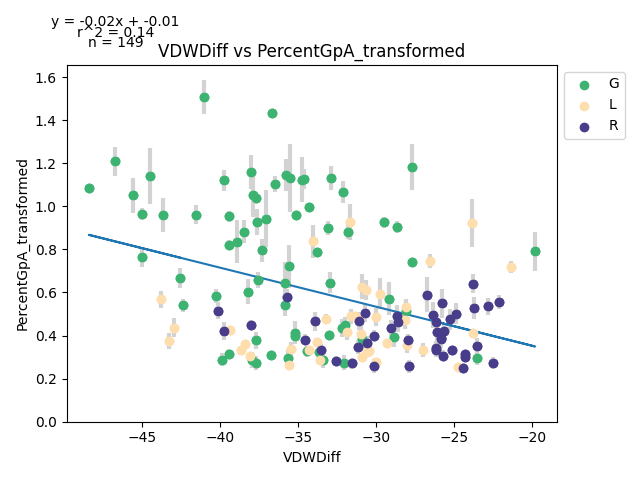 y = -0.02x + -0.01
r^2 = 0.14
n = 149
VDWDiff vs PercentGpA_transformed
G
L
R
PercentGpA_transformed
1.6
1.4
1.2
1.0
0.8
0.6
0.4
0.2
0.0
−45
−40
−35
−30
−25
−20
VDWDiff